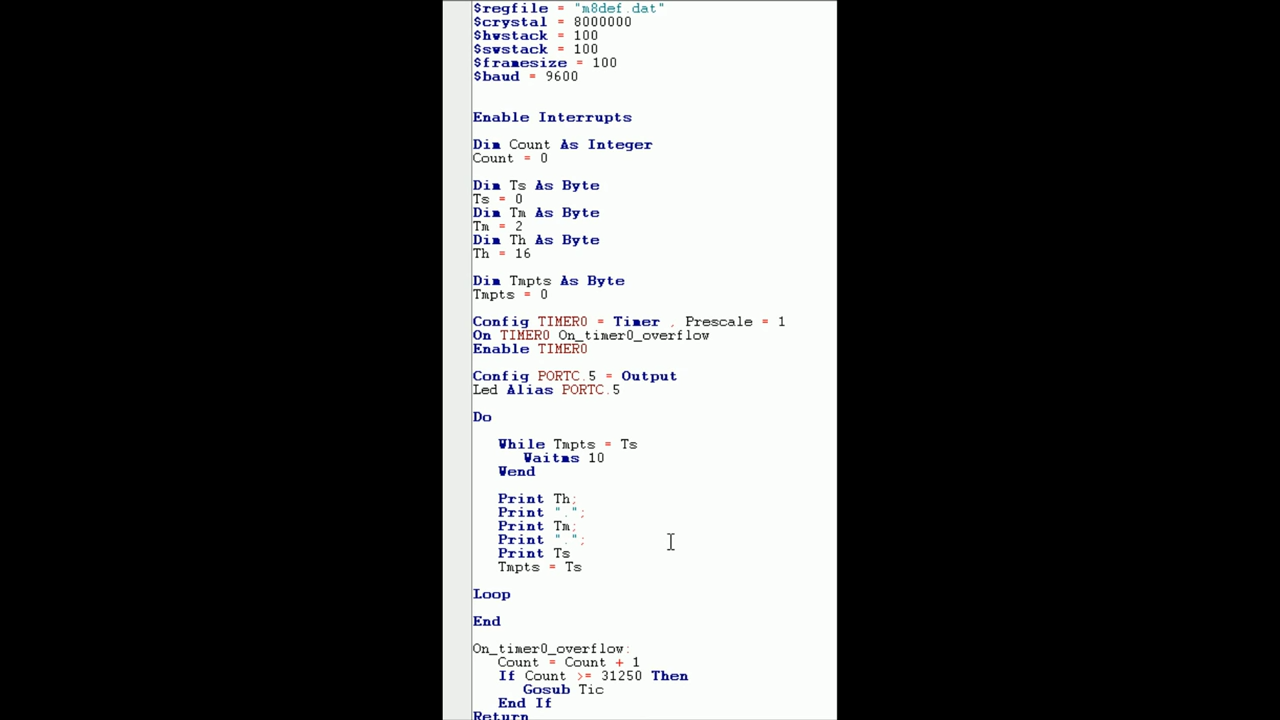 $regfile = "m8def.dat"
$crystal = 8000000
$hwstack = 100
$swstack = 100
$framesize = 100
$baud = 9600
Enable Interrupts
Dim Count As Integer
Count = 0
Dim Ts As Byte
Ts = 0
Dim Tm As Byte
Tm = 2
Dim Th As Byte
Th = 16
Dim Tmpts As Byte
Tmpts = 0
Config TIMER0 = Timer , Prescale = 1
On TIMER0 On_timer0_overflow
Enable TIMER0
Config PORTC.5 = Output
Led Alias PORTC.5
Do
While Tmpts = Ts
Waitms 10
Wend
Print Th;
Print ".";
Print Tm;
Print ".";
Print Ts
Tmpts = Ts
Loop
End
On_timer0_overflow:
Count = Count + 1
If Count >= 31250 Then
Gosub Tic
End If
Return